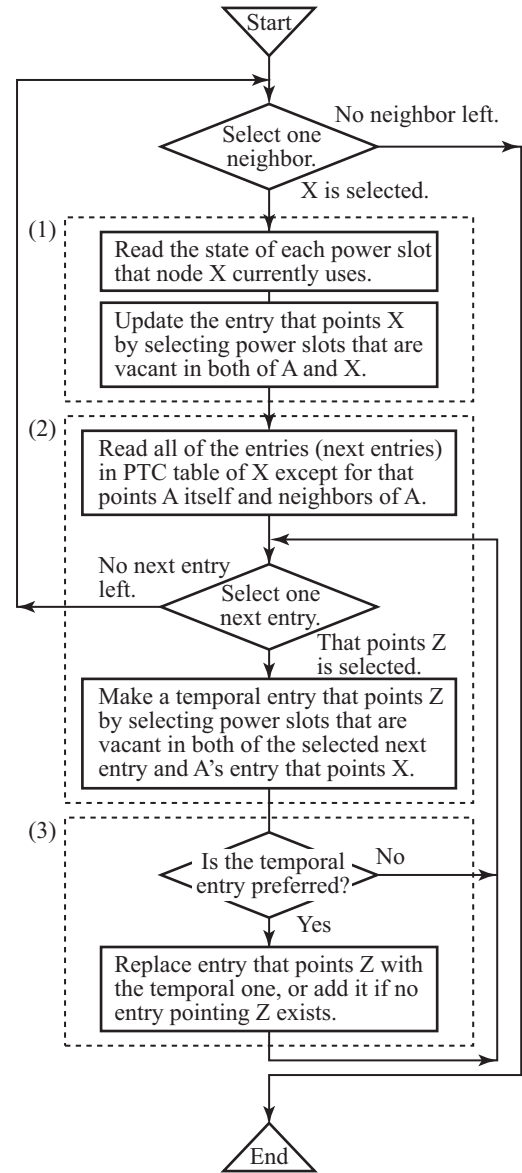 Start
No neighbor left.
Select one
neighbor.
X is selected.
(1)
Read the state of each power slot
that node X currently uses.
Update the entry that points X
by selecting power slots that are
vacant in both of A and X.
(2)
Read all of the entries (next entries)
in PTC table of X except for that
points A itself and neighbors of A.
No next entry
left.
Select one
next entry.
That points Z
is selected.
Make a temporal entry that points Z
by selecting power slots that are
vacant in both of the selected next
entry and A's entry that points X.
(3)
Is the temporal
entry preferred?
No
Yes
Replace entry that points Z with
the temporal one, or add it if no
entry pointing Z exists.
End